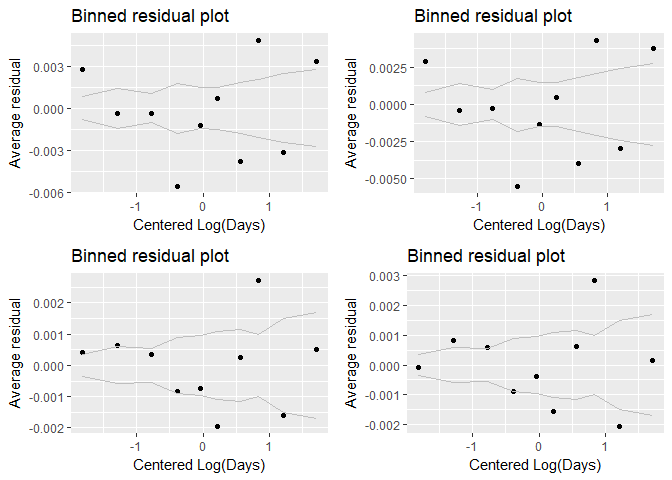 Binned residual plot
Average residual
0.003
0.000
-0.003
-0.006
-1
0
1
Centered Log(Days)
Binned residual plot
Average residual
0.0025
0.0000
-0.0025
-0.0050
-1
0
1
Centered Log(Days)
Binned residual plot
Average residual
0.002
0.001
0.000
-0.001
-0.002
-1
0
1
Centered Log(Days)
Binned residual plot
Average residual
0.003
0.002
0.001
0.000
-0.001
-0.002
-1
0
1
Centered Log(Days)